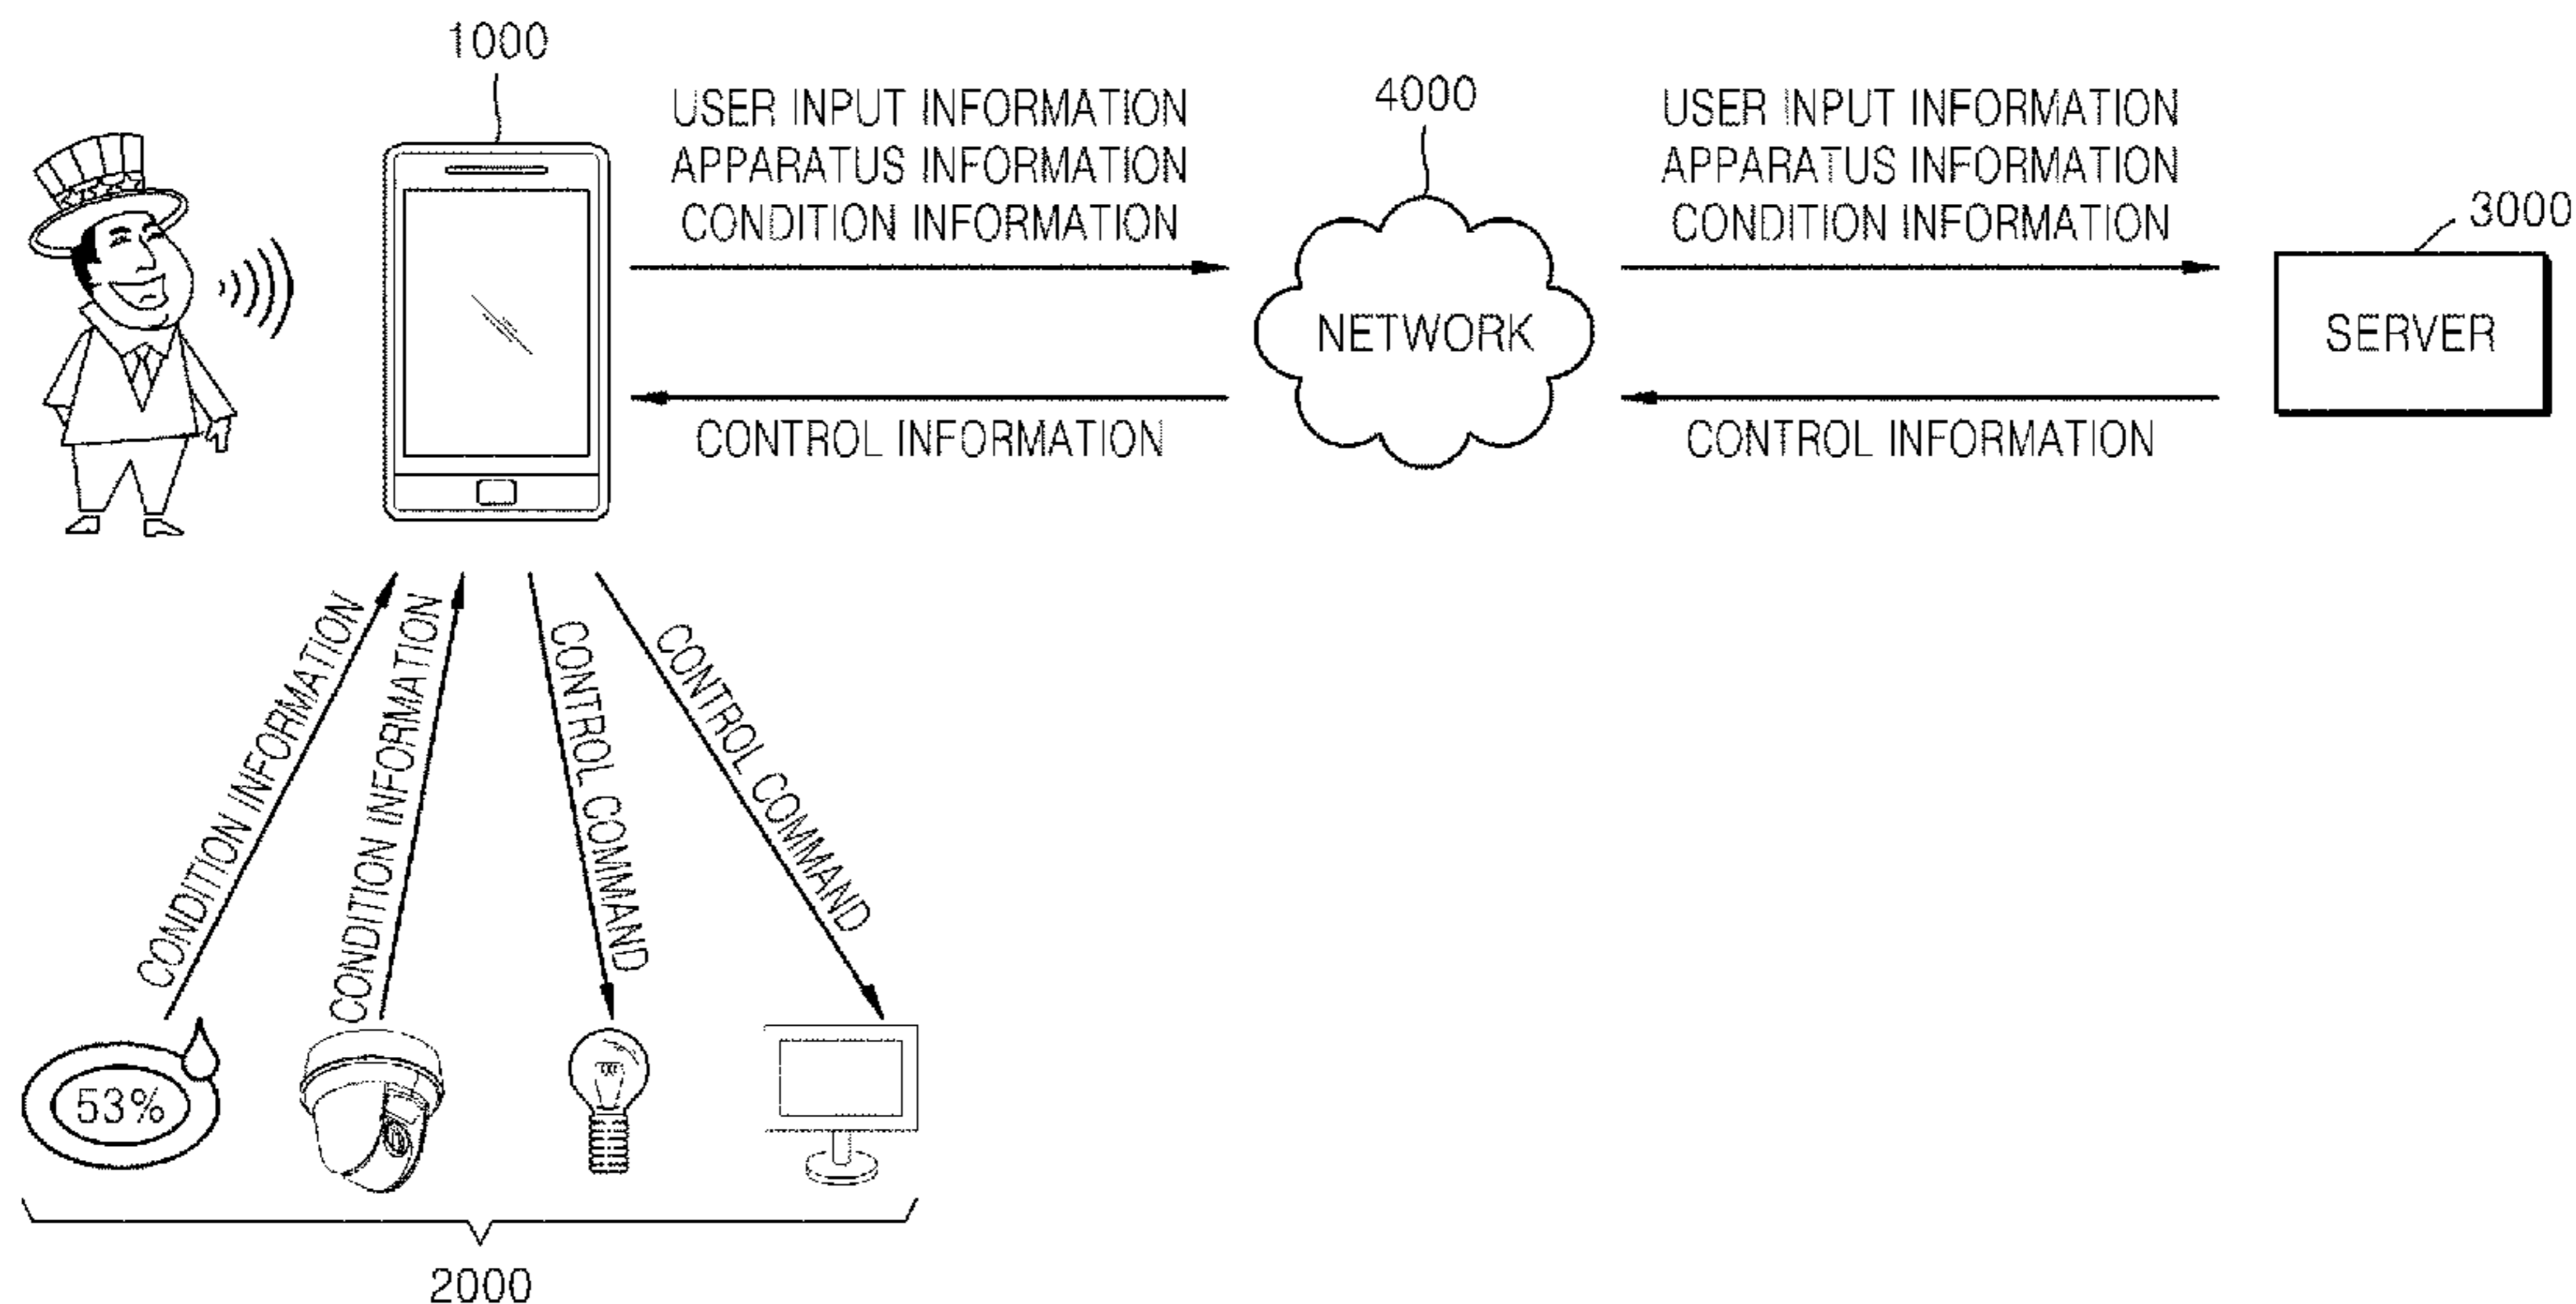 1000
USER INPUT INFORMATION
APPARATUS INFORMATION
CONDITION INFORMATION
4000
USER INPUT INFORMATION
APPARATUS INFORMATION
CONDITION INFORMATION
3000
NETWORK
SERVER
CONTROL INFORMATION
CONTROL INFORMATION
CONDITION INFORMATION
CONDITION INFORMATION
CONTROL COMMAND
CONTROL COMMAND
53%
2000